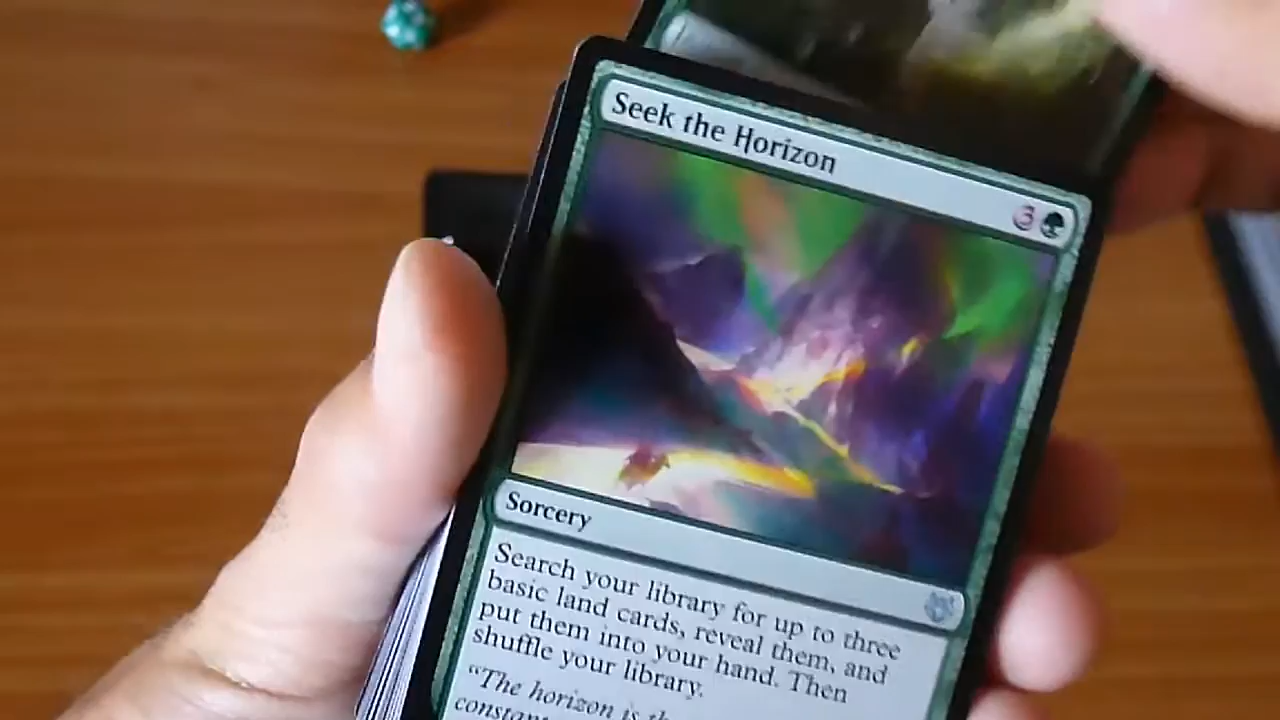 Seek the Horizon
3
Sorcery
Search your library for up to three
basic land cards, reveal them, and
put them into your hand. Then
shuffle your library.
"The horizon is